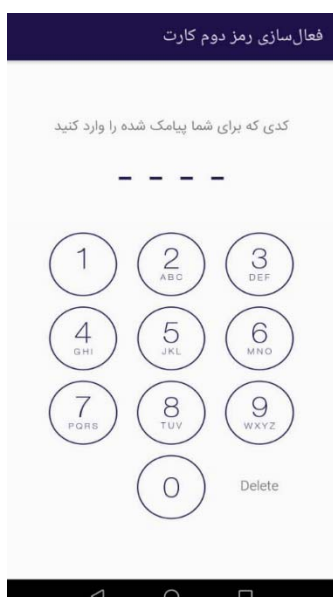 فعال‌سازی رمز دوم کارت
کدی که برای شما پیامک شده را وارد کنید
1 2 3
ABC DEF
4 5 6
GHI JKL MNO
7 8 9
PQRS TUV WXYZ
0 Delete